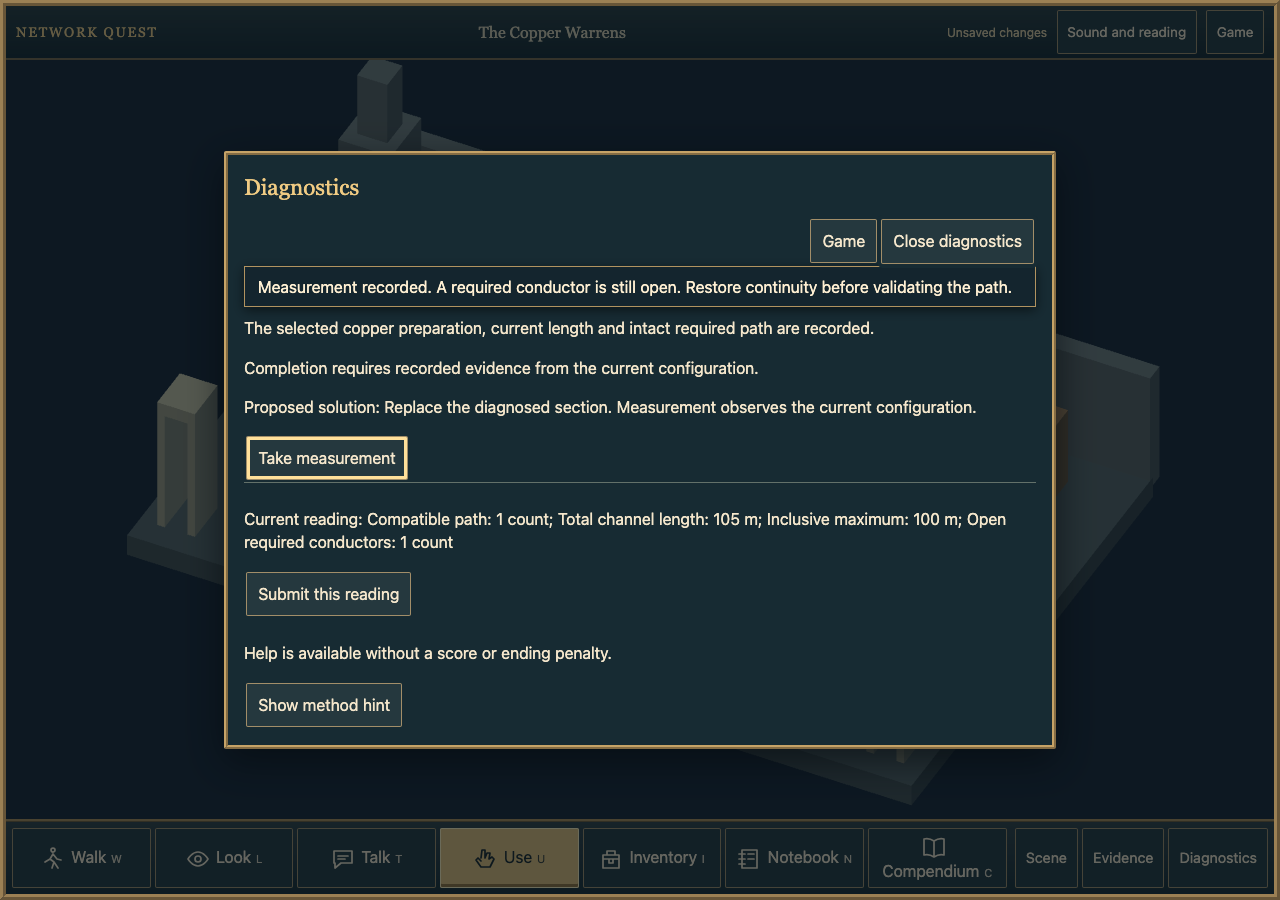 NETWORK QUEST
The Copper Warrens
Unsaved changes
Sound and reading
Game
Diagnostics
Game
Close diagnostics
Measurement recorded. A required conductor is still open. Restore continuity before validating the path.
The selected copper preparation, current length and intact required path are recorded.
Completion requires recorded evidence from the current configuration.
Proposed solution: Replace the diagnosed section. Measurement observes the current configuration.
Take measurement
Current reading: Compatible path: 1 count; Total channel length: 105 m; Inclusive maximum: 100 m; Open
required conductors: 1 count
Submit this reading
Help is available without a score or ending penalty.
Show method hint
Walk W
Look L
Talk T
Use U
Inventory I
Notebook N
Compendium C
Scene
Evidence
Diagnostics